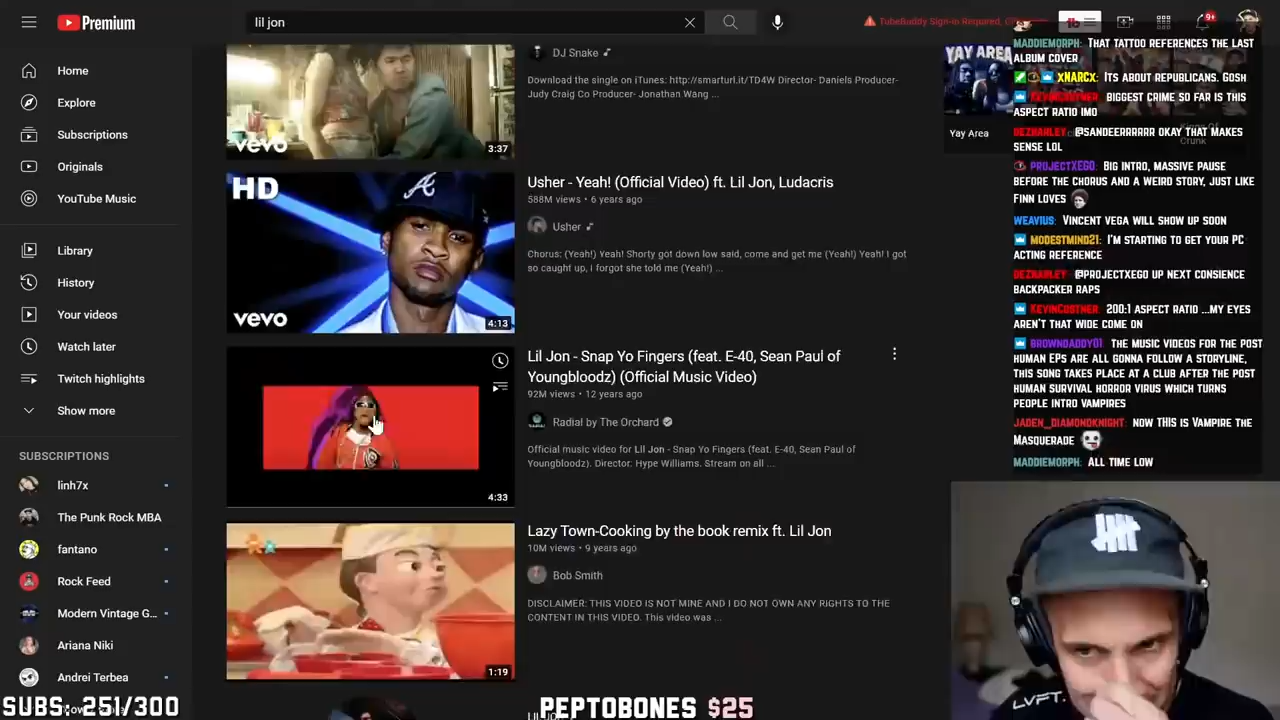 Premium
lil jon
TubeBuddy Sign-in Required,
9+
Home
Explore
Subscriptions
Originals
YouTube Music
Library
History
Your videos
Watch later
Twitch highlights
Show more
SUBSCRIPTIONS
linh7x
The Punk Rock MBA
fantano
Rock Feed
Modern Vintage G...
Ariana Niki
Andrei Terbea
SUBS: 251/300
vevo
3:37
DJ Snake
Download the single on iTunes: http://smarturl.it/TD4W Director- Daniels Producer-
Judy Craig Co Producer- Jonathan Wang ...
HD
vevo
4:13
Usher - Yeah! (Official Video) ft. Lil Jon, Ludacris
588M views • 6 years ago
Usher
Chorus: (Yeah!) Yeah! Shorty got down low said, come and get me (Yeah!) Yeah! I got
so caught up, i forgot she told me (Yeah!) ...
4:33
Lil Jon - Snap Yo Fingers (feat. E-40, Sean Paul of
Youngbloodz) (Official Music Video)
92M views • 12 years ago
Radial by The Orchard
Official music video for Lil Jon - Snap Yo Fingers (feat. E-40, Sean Paul of
Youngbloodz). Director: Hype Williams. Stream on all ...
1:19
Lazy Town-Cooking by the book remix ft. Lil Jon
10M views • 9 years ago
Bob Smith
DISCLAIMER: THIS VIDEO IS NOT MINE AND I DO NOT OWN ANY RIGHTS TO THE
CONTENT IN THIS VIDEO. This video was ...
PEPTOBONES $25
YAY AREA
Yay Area
Crunk
MADDIEMORPH: THAT TATTOO REFERENCES THE LAST
ALBUM COVER
XNARCX: ITS ABOUT REPUBLICANS. GOSH
KEVINCUSTNER: BIGGEST CRIME SO FAR IS THIS
ASPECT RATIO IMO
DEZHARLEY: @SANDEERRRRRR OKAY THAT MAKES
SENSE LOL
PROJECTXEGO: BIG INTRO, MASSIVE PAUSE
BEFORE THE CHORUS AND A WEIRD STORY, JUST LIKE
FINN LOVES
WEAVIUS: VINCENT VEGA WILL SHOW UP SOON
MODESTMIND21: I'M STARTING TO GET YOUR PC
ACTING REFERENCE
DEZHARLEY: @PROJECTXEGO UP NEXT CONSIENCE
BACKPACKER RAPS
KEVINCUSTNER: 200:1 ASPECT RATIO ...MY EYES
AREN'T THAT WIDE COME ON
BROWNDADDY01: THE MUSIC VIDEOS FOR THE POST
HUMAN EPS ARE ALL GONNA FOLLOW A STORYLINE,
THIS SONG TAKES PLACE AT A CLUB AFTER THE POST
HUMAN SURVIVAL HORROR VIRUS WHICH TURNS
PEOPLE INTRO VAMPIRES
JADEN_DIAMONDKNIGHT: NOW THIS IS VAMPIRE THE
MASQUERADE
MADDIEMORPH: ALL TIME LOW
LVFT.